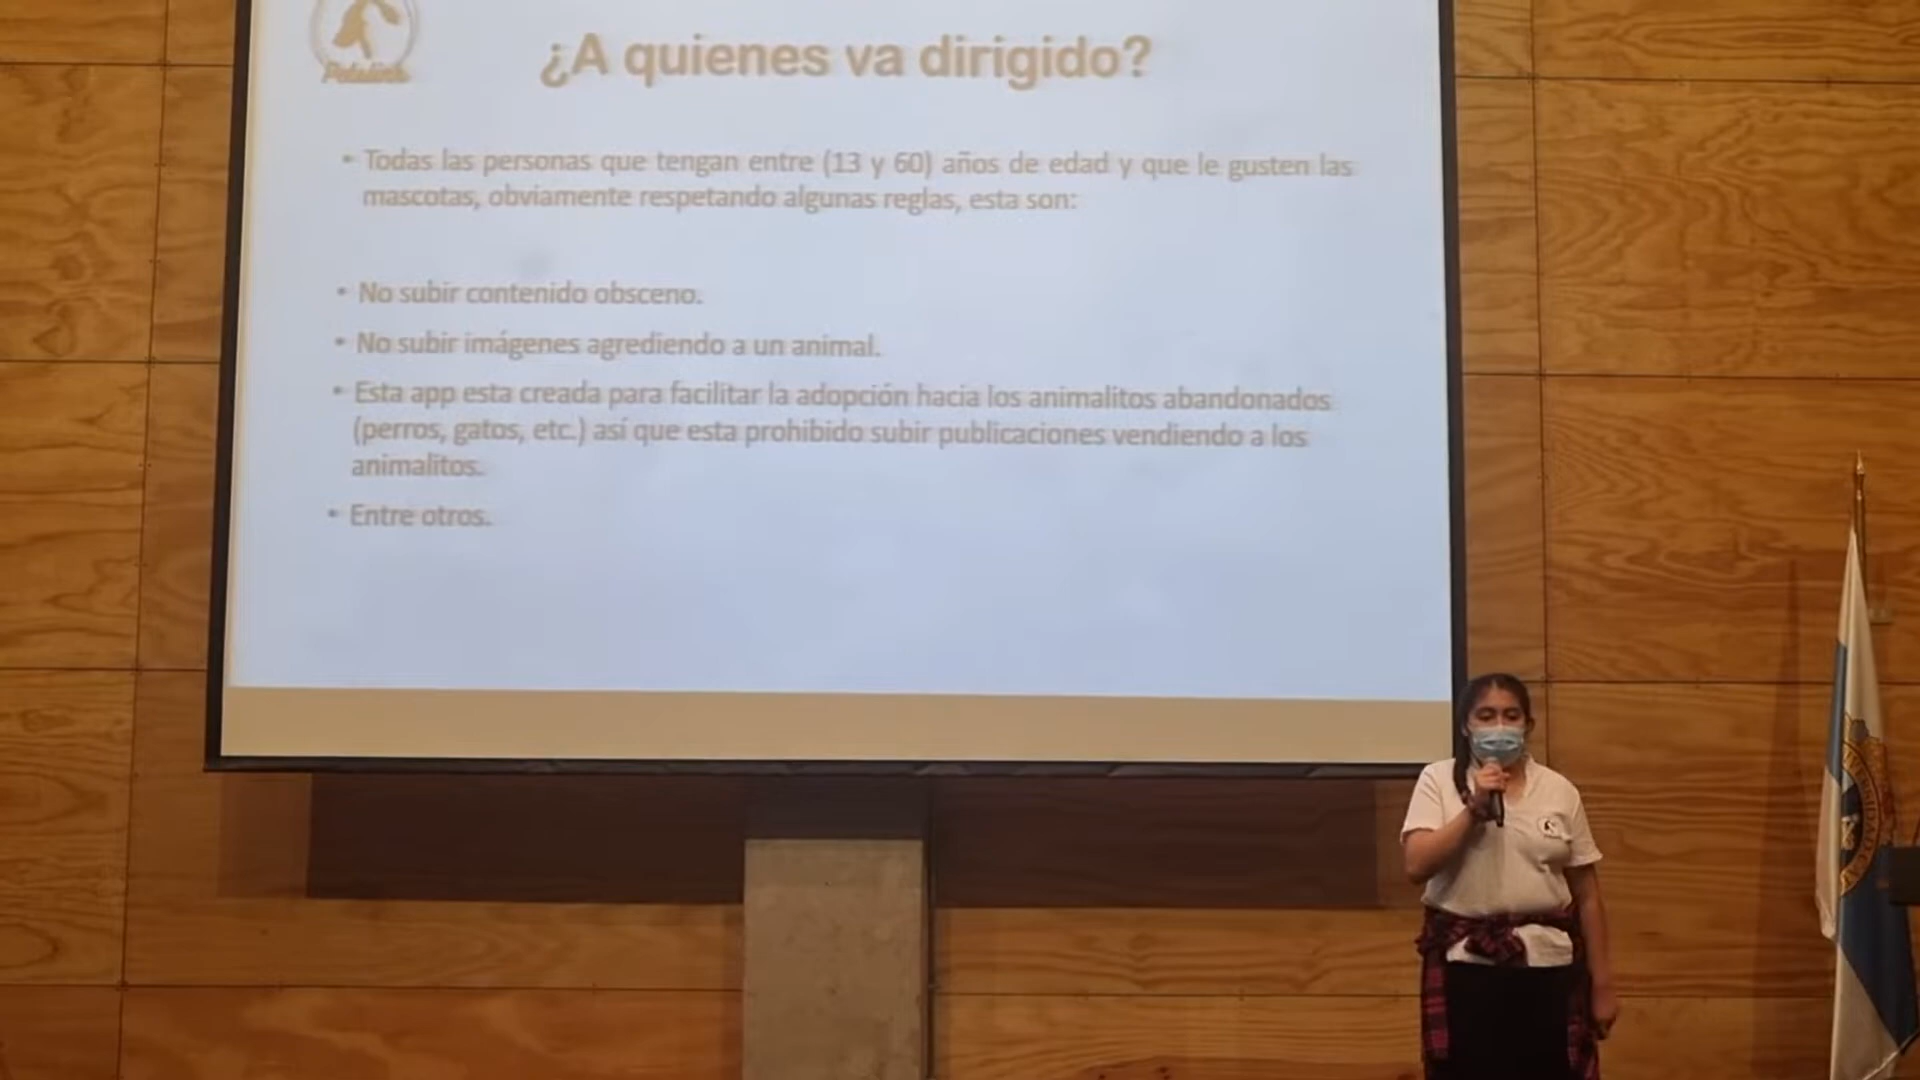 ¿A quienes va dirigido?
• Todas las personas que tengan entre (13 y 60) años de edad y que le gusten las
mascotas, obviamente respetando algunas reglas, esta son:
• No subir contenido obsceno.
• No subir imágenes agrediendo a un animal.
• Esta app esta creada para facilitar la adopción hacia los animalitos abandonados
(perros, gatos, etc.) así que esta prohibido subir publicaciones vendiendo a los
animalitos.
• Entre otros.